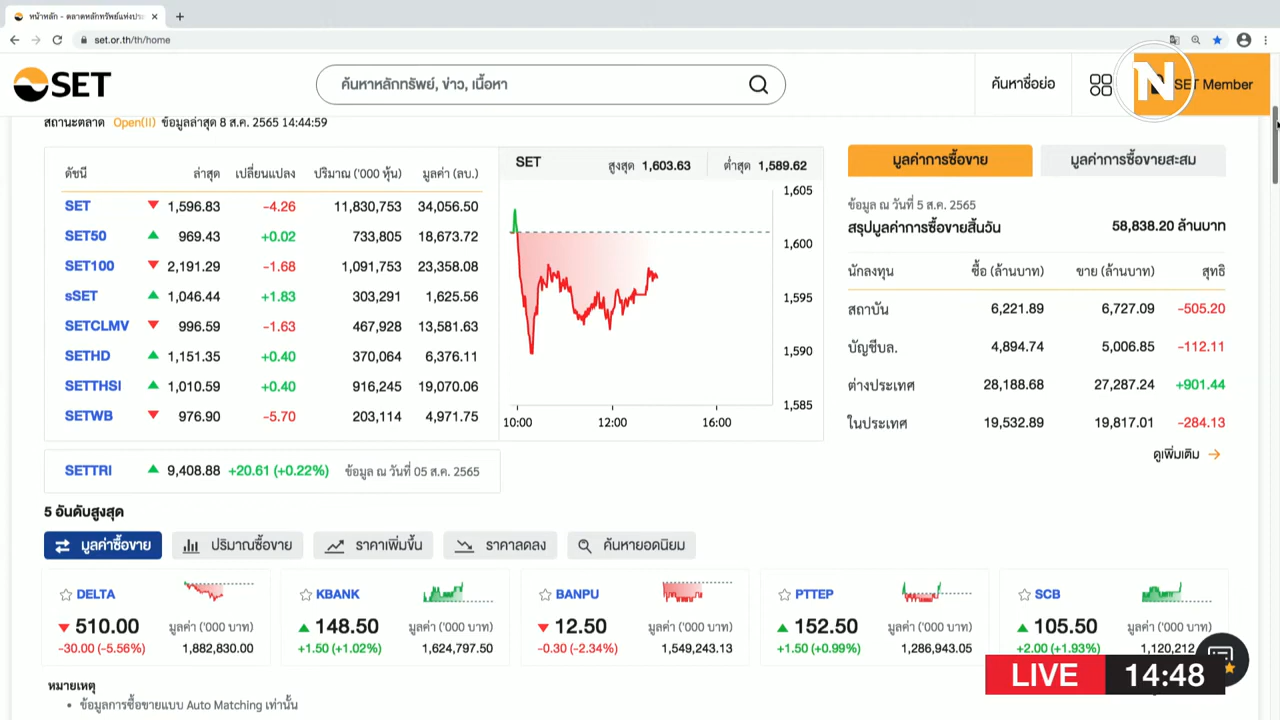 หน้าหลัก - ตลาดหลักทรัพย์แห่งประ
set.or.th/th/home
SET
ค้นหาหลักทรัพย์, ข่าว, เนื้อหา
ค้นหาชื่อย่อ
N
SET Member
สถานะตลาด Open(II) ข้อมูลล่าสุด 8 ส.ค. 2565 14:44:59
ดัชนี ล่าสุด เปลี่ยนแปลง ปริมาณ ('000 หุ้น) มูลค่า (ลบ.)
SET 1,596.83 -4.26 11,830,753 34,056.50
SET50 969.43 +0.02 733,805 18,673.72
SET100 2,191.29 -1.68 1,091,753 23,358.08
sSET 1,046.44 +1.83 303,291 1,625.56
SETCLMV 996.59 -1.63 467,928 13,581.63
SETHD 1,151.35 +0.40 370,064 6,376.11
SETTHSI 1,010.59 +0.40 916,245 19,070.06
SETWB 976.90 -5.70 203,114 4,971.75
SETTRI 9,408.88 +20.61 (+0.22%) ข้อมูล ณ วันที่ 05 ส.ค. 2565
SET สูงสุด 1,603.63 ต่ำสุด 1,589.62
1,605
1,600
1,595
1,590
1,585
10:00 12:00 16:00
มูลค่าการซื้อขาย มูลค่าการซื้อขายสะสม
ข้อมูล ณ วันที่ 5 ส.ค. 2565
สรุปมูลค่าการซื้อขายสิ้นวัน 58,838.20 ล้านบาท
นักลงทุน ซื้อ (ล้านบาท) ขาย (ล้านบาท) สุทธิ
สถาบัน 6,221.89 6,727.09 -505.20
บัญชีบล. 4,894.74 5,006.85 -112.11
ต่างประเทศ 28,188.68 27,287.24 +901.44
ในประเทศ 19,532.89 19,817.01 -284.13
ดูเพิ่มเติม
5 อันดับสูงสุด
มูลค่าซื้อขาย ปริมาณซื้อขาย ราคาเพิ่มขึ้น ราคาลดลง ค้นหายอดนิยม
DELTA
510.00 มูลค่า ('000 บาท)
-30.00 (-5.56%) 1,882,830.00
KBANK
148.50 มูลค่า ('000 บาท)
+1.50 (+1.02%) 1,624,797.50
BANPU
12.50 มูลค่า ('000 บาท)
-0.30 (-2.34%) 1,549,243.13
PTTEP
152.50 มูลค่า ('000 บาท)
+1.50 (+0.99%) 1,286,943.05
SCB
105.50 มูลค่า ('000 บาท)
+2.00 (+1.93%) 1,120,212
LIVE 14:48
หมายเหตุ
• ข้อมูลการซื้อขายแบบ Auto Matching เท่านั้น